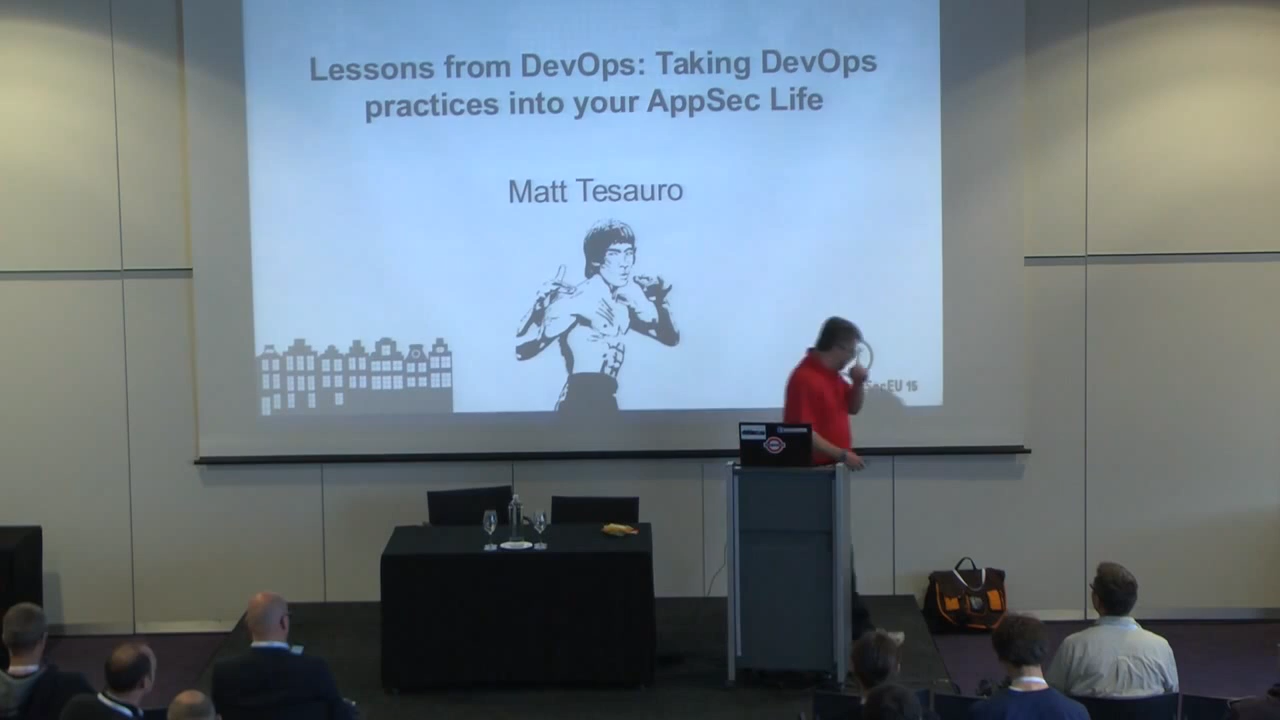 Lessons from DevOps: Taking DevOps
practices into your AppSec Life
Matt Tesauro
SecEU 15